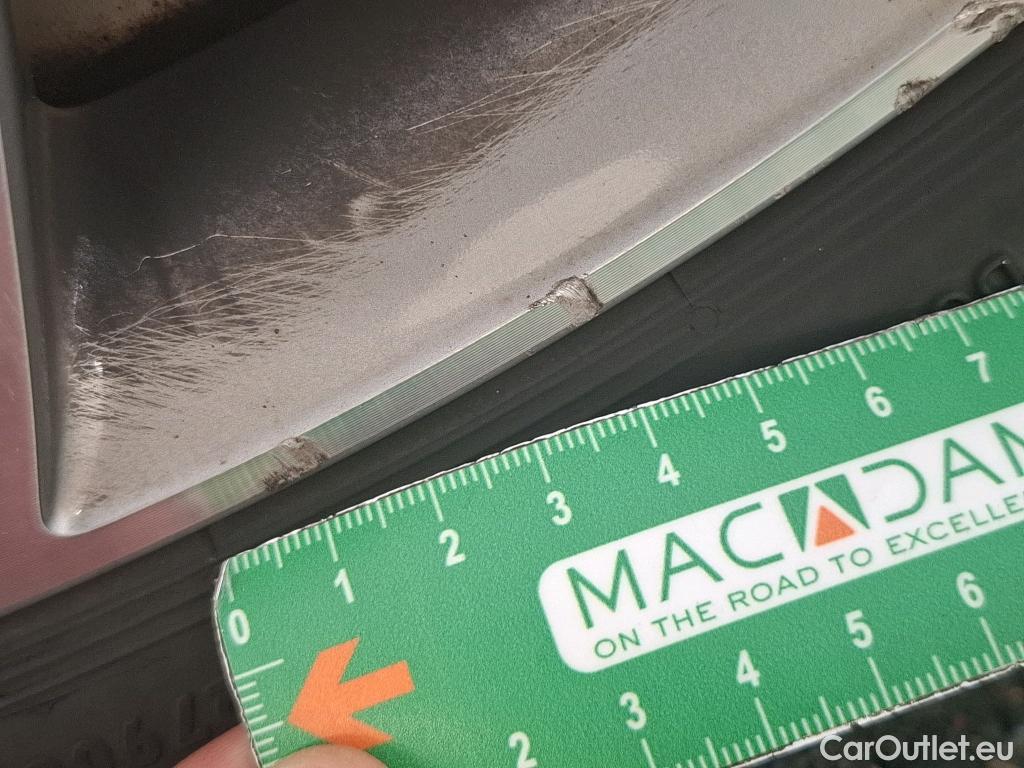 0 1 2 3 4 5 6 7
MACADAM
ON THE ROAD TO EXCELLE
2 3 4 5 6
CarOutlet.eu